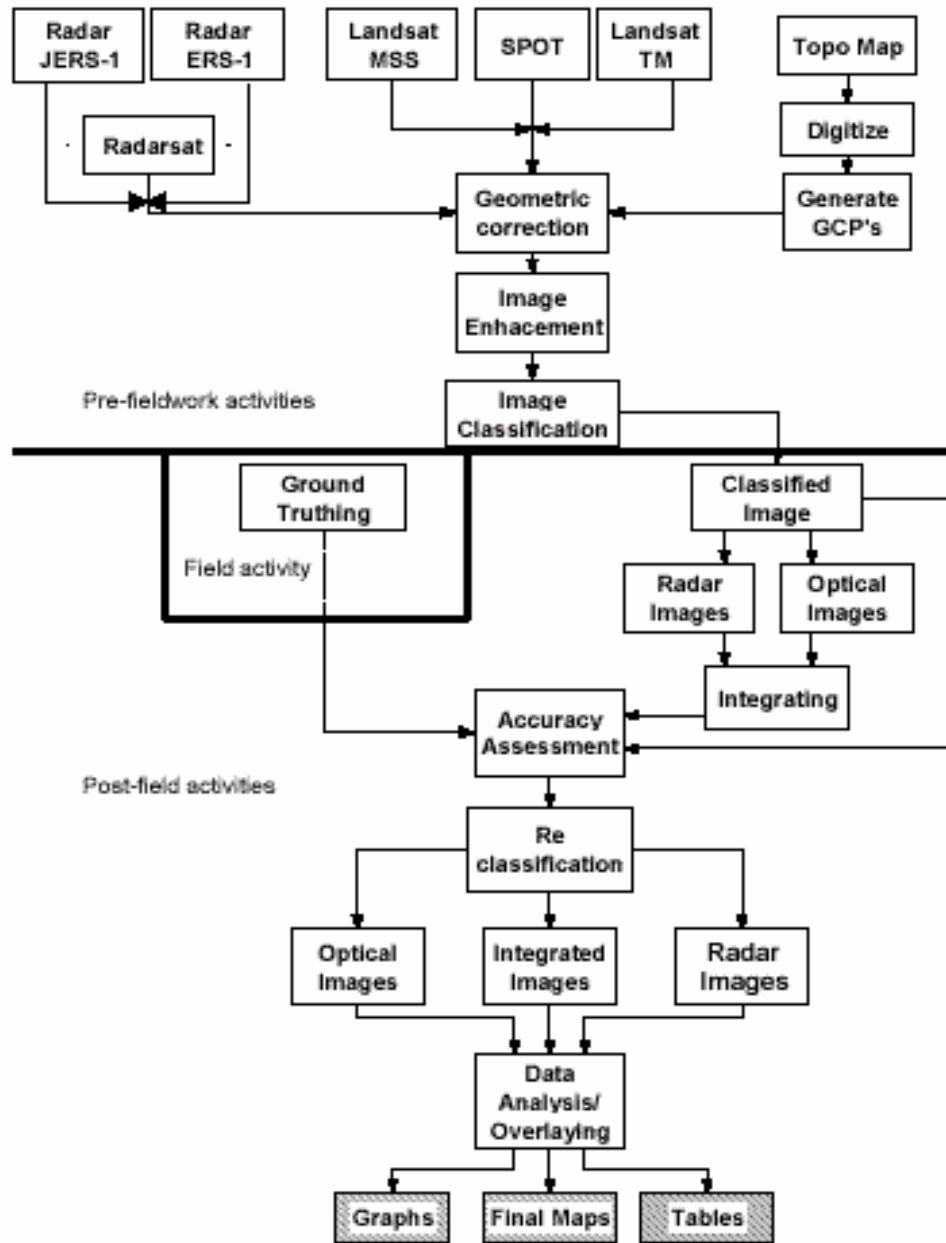 Radar
JERS-1
Radar
ERS-1
Landsat
MSS
SPOT
Landsat
TM
Topo Map
Radarsat
Digitize
Geometric
correction
Generate
GCP's
Image
Enhacement
Pre-fieldwork activities
Image
Classification
Ground
Truthing
Classified
Image
Field activity
Radar
Images
Optical
Images
Integrating
Accuracy
Assessment
Post-field activities
Re
classification
Optical
Images
Integrated
Images
Radar
Images
Data
Analysis/
Overlaying
Graphs
Final Maps
Tables